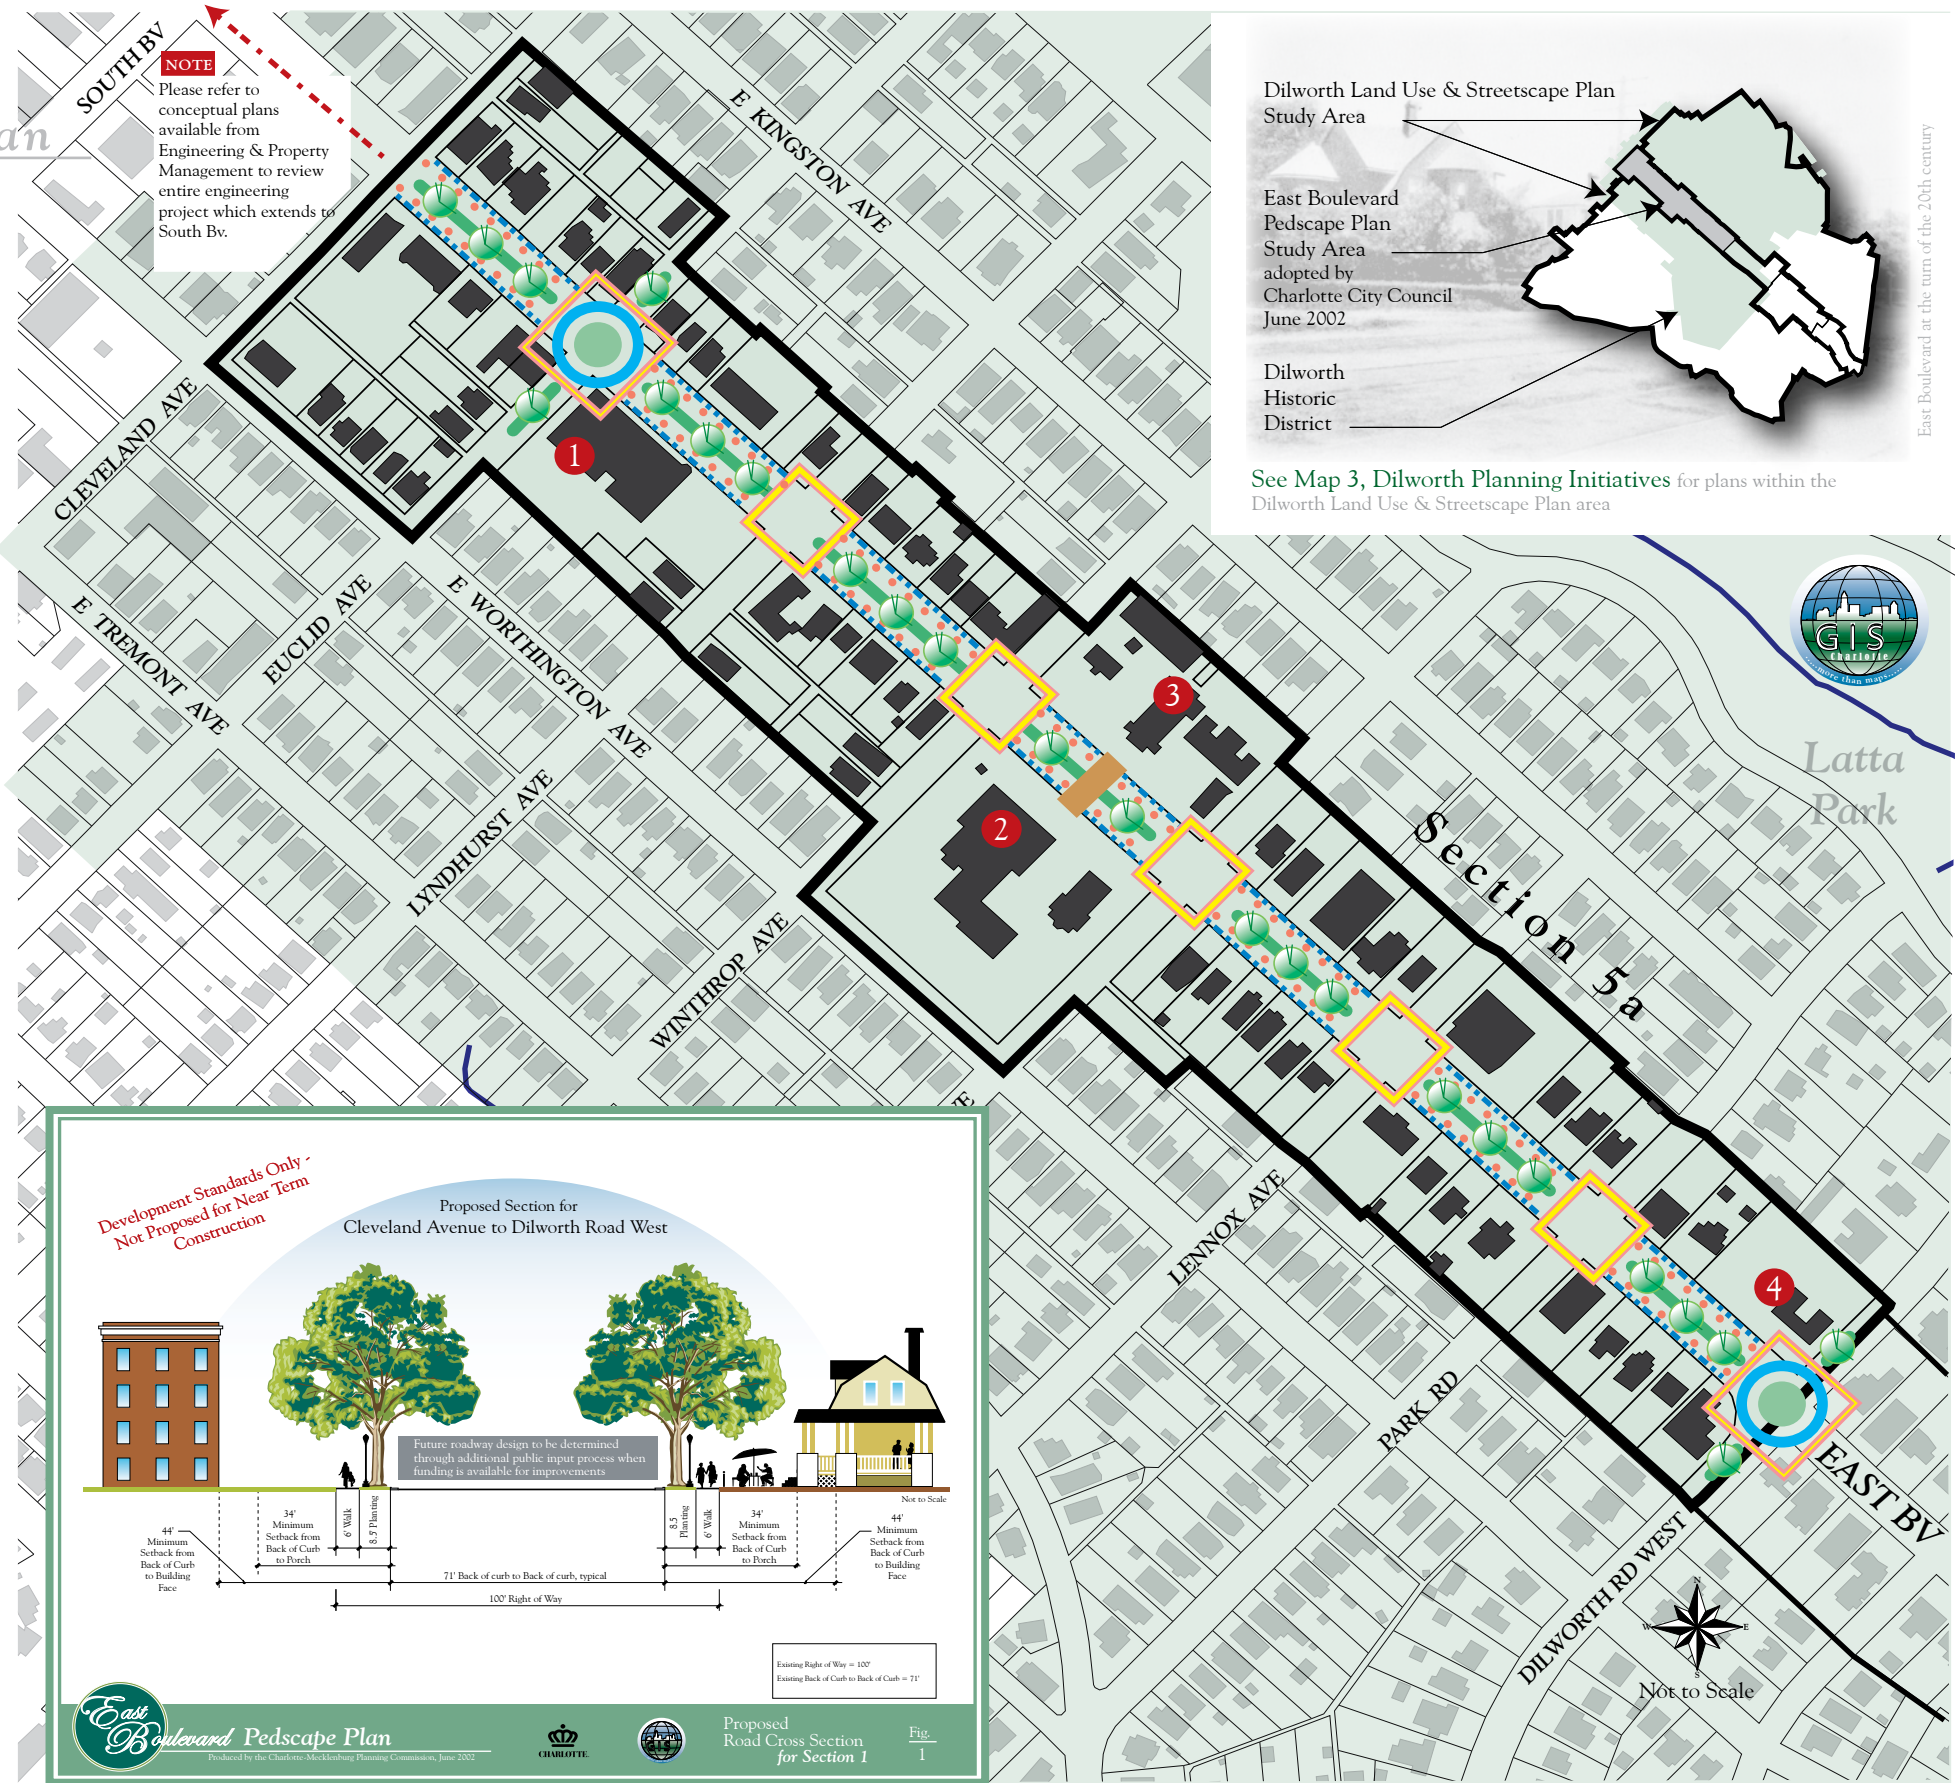 SOUTH BV
NOTE
Please refer to
conceptual plans
available from
Engineering & Property
Management to review
entire engineering
project which extends to
South Bv.
an
E KINGSTON AVE
Dilworth Land Use & Streetscape Plan
Study Area
East Boulevard
Pedscape Plan
Study Area
adopted by
Charlotte City Council
June 2002
Dilworth
Historic
District
East Boulevard at the turn of the 20th century
See Map 3, Dilworth Planning Initiatives for plans within the
Dilworth Land Use & Streetscape Plan area
CLEVELAND AVE
1
E TREMONT AVE
EUCLID AVE
E WORTHINGTON AVE
GIS
Charlotte
...more than maps....
3
Latta
Park
2
LYNDHURST AVE
Section 5a
WINTHROP AVE
VE
LENNOX AVE
4
PARK RD
EAST BV
DILWORTH RD WEST
N
W
E
S
Not to Scale
Development Standards Only -
Not Proposed for Near Term
Construction
Proposed Section for
Cleveland Avenue to Dilworth Road West
Future roadway design to be determined
through additional public input process when
funding is available for improvements
Not to Scale
44'
Minimum
Setback from
Back of Curb
to Building
Face
34'
Minimum
Setback from
Back of Curb
to Porch
6' Walk
8.5' Planting
8.5
Planting
6' Walk
34'
Minimum
Setback from
Back of Curb
to Porch
44'
Minimum
Setback from
Back of Curb
to Building
Face
71' Back of curb to Back of curb, typical
100' Right of Way
Existing Right of Way = 100'
Existing Back of Curb to Back of Curb = 71'
East
Boulevard Pedscape Plan
Produced by the Charlotte-Mecklenburg Planning Commission, June 2002
CHARLOTTE.
GIS
Proposed
Road Cross Section
for Section 1
Fig.
1